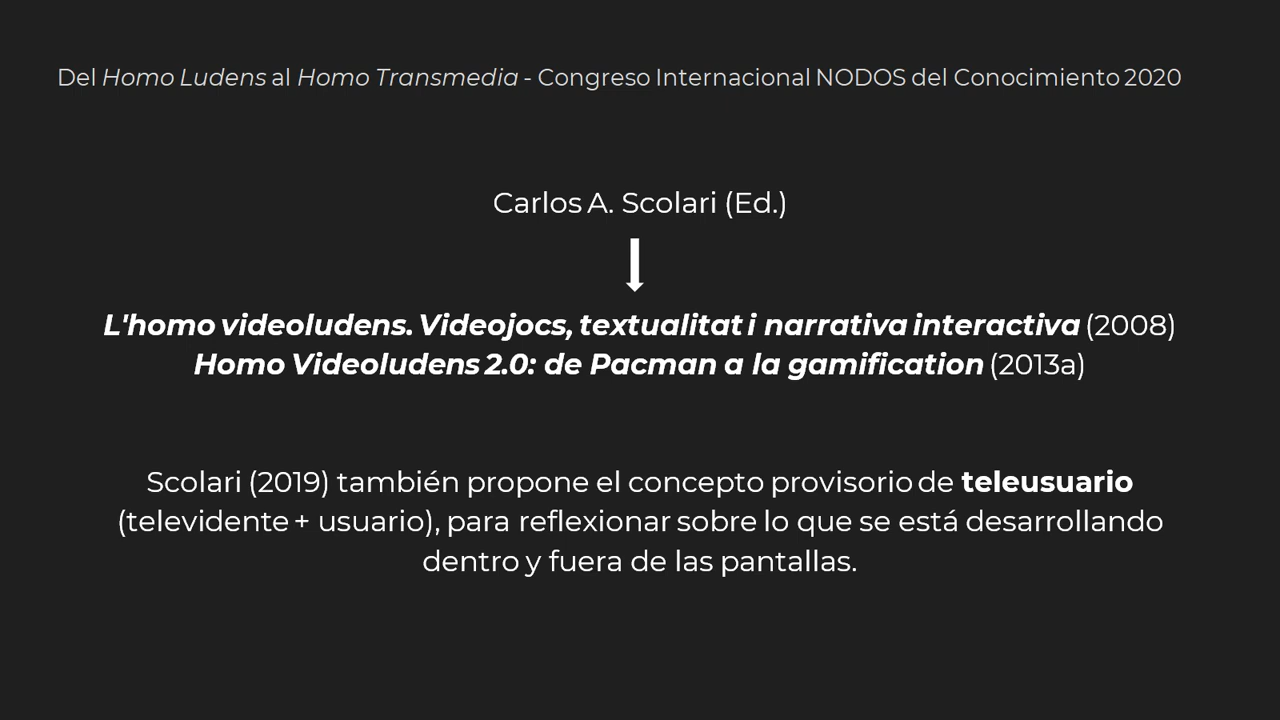 Del Homo Ludens al Homo Transmedia - Congreso Internacional NODOS del Conocimiento 2020
Carlos A. Scolari (Ed.)
L'homo videoludens. Videojocs, textualitat i narrativa interactiva (2008)
Homo Videoludens 2.0: de Pacman a la gamification (2013a)
Scolari (2019) también propone el concepto provisorio de teleusuario
(televidente + usuario), para reflexionar sobre lo que se está desarrollando
dentro y fuera de las pantallas.